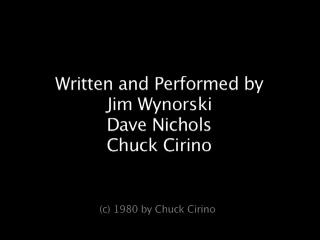 Written and Performed by
Jim Wynorski
Dave Nichols
Chuck Cirino
(c) 1980 by Chuck Cirino